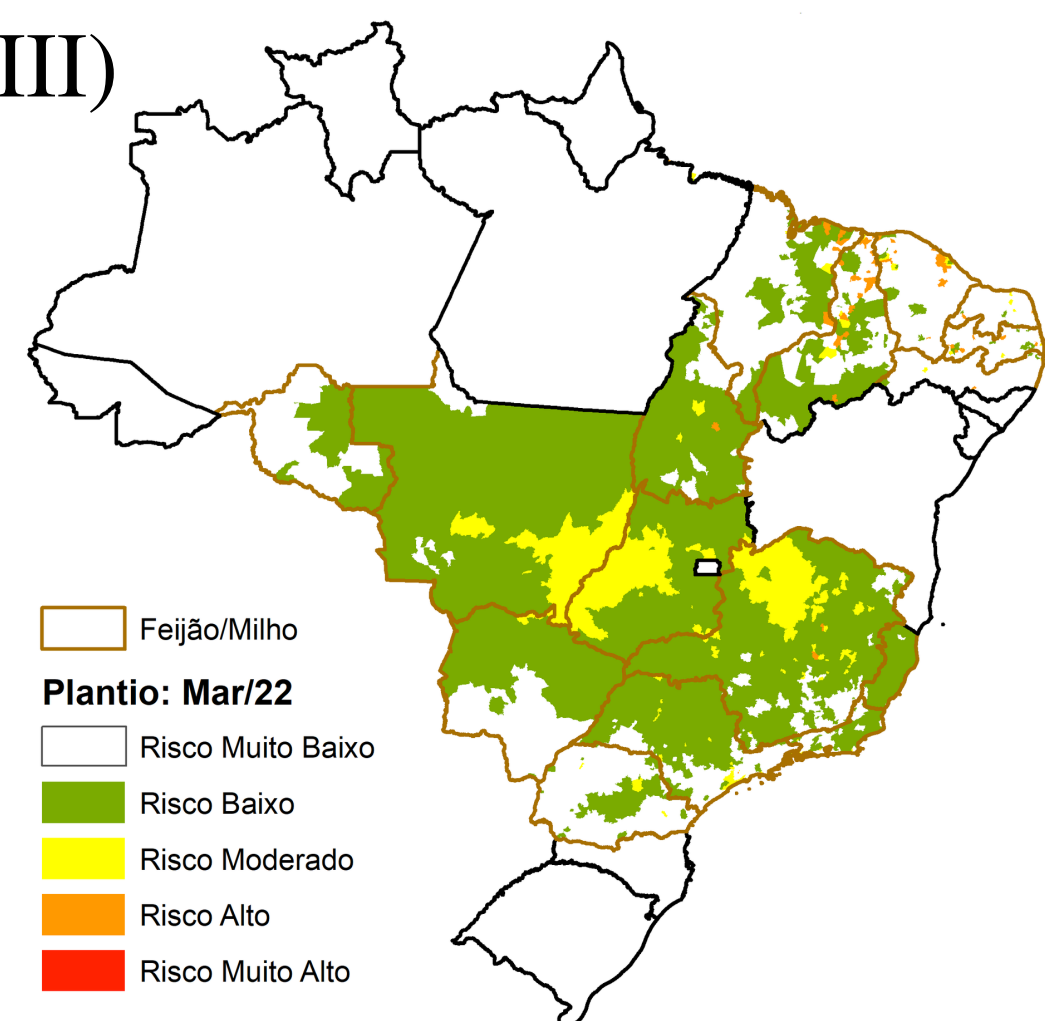 III)
Feijão/Milho
Plantio: Mar/22
Risco Muito Baixo
Risco Baixo
Risco Moderado
Risco Alto
Risco Muito Alto